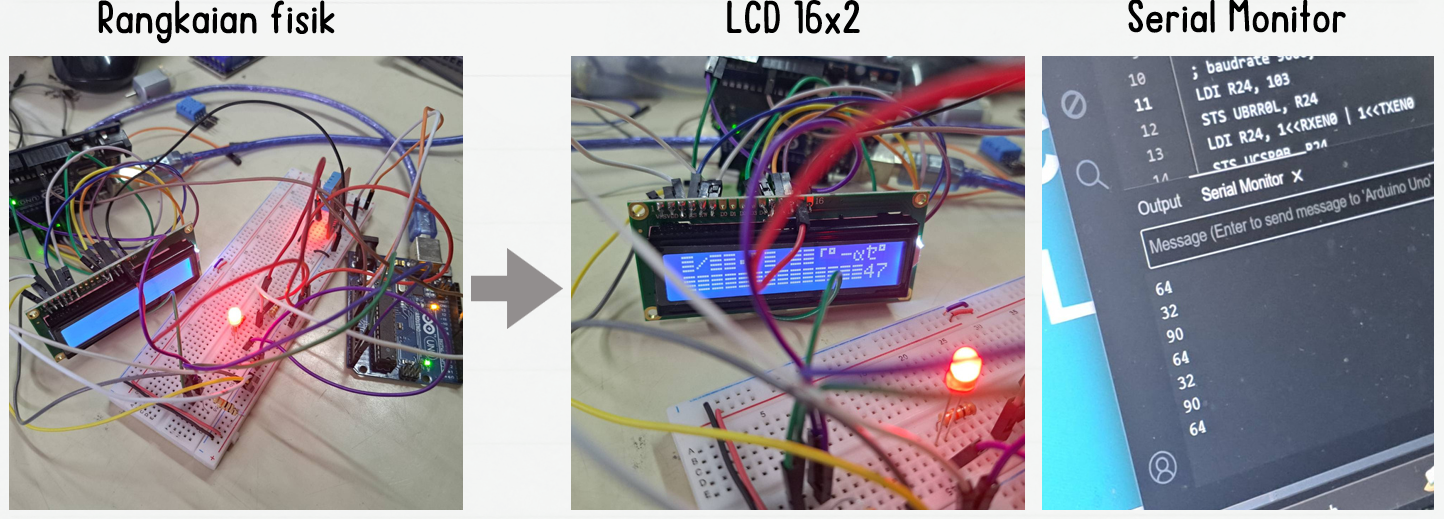 Rangkaian fisik
LCD 16x2
Serial Monitor
10
; baudrate
11
LDI R24, 103
12
STS UBRR0L, R24
13
LDI R24, 1<<RXEN0 | 1<<TXEN0
14
R24
Output
Serial Monitor X
Message (Enter to send message to 'Arduino Uno'
64
32
90
64
32
90
64
47